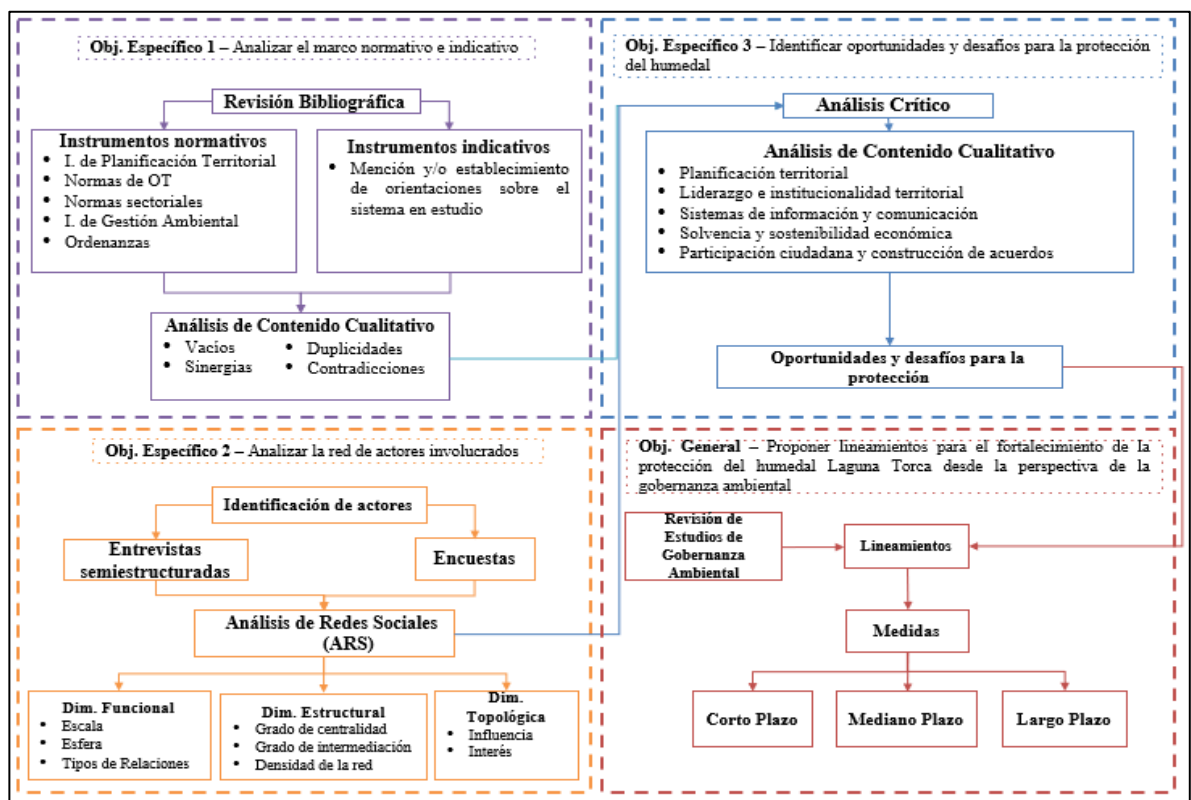 Obj. Específico 1 – Analizar el marco normativo e indicativo
Revisión Bibliográfica
Instrumentos normativos
• I. de Planificación Territorial
• Normas de OT
• Normas sectoriales
• I. de Gestión Ambiental
• Ordenanzas
Instrumentos indicativos
• Mención y/o establecimiento
de orientaciones sobre el
sistema en estudio
Análisis de Contenido Cualitativo
• Vacíos
• Sinergias
• Duplicidades
• Contradicciones
Obj. Específico 3 – Identificar oportunidades y desafíos para la protección
del humedal
Análisis Crítico
Análisis de Contenido Cualitativo
• Planificación territorial
• Liderazgo e institucionalidad territorial
• Sistemas de información y comunicación
• Solvencia y sostenibilidad económica
• Participación ciudadana y construcción de acuerdos
Oportunidades y desafíos para la
protección
Obj. Específico 2 – Analizar la red de actores involucrados
Identificación de actores
Entrevistas
semiestructuradas
Encuestas
Análisis de Redes Sociales
(ARS)
Dim. Funcional
• Escala
• Esfera
• Tipos de Relaciones
Dim. Estructural
• Grado de centralidad
• Grado de intermediación
• Densidad de la red
Dim.
Topológica
• Influencia
• Interés
Obj. General – Proponer lineamientos para el fortalecimiento de la
protección del humedal Laguna Torca desde la perspectiva de la
gobernanza ambiental
Revisión de
Estudios de
Gobernanza
Ambiental
Lineamientos
Medidas
Corto Plazo
Mediano Plazo
Largo Plazo